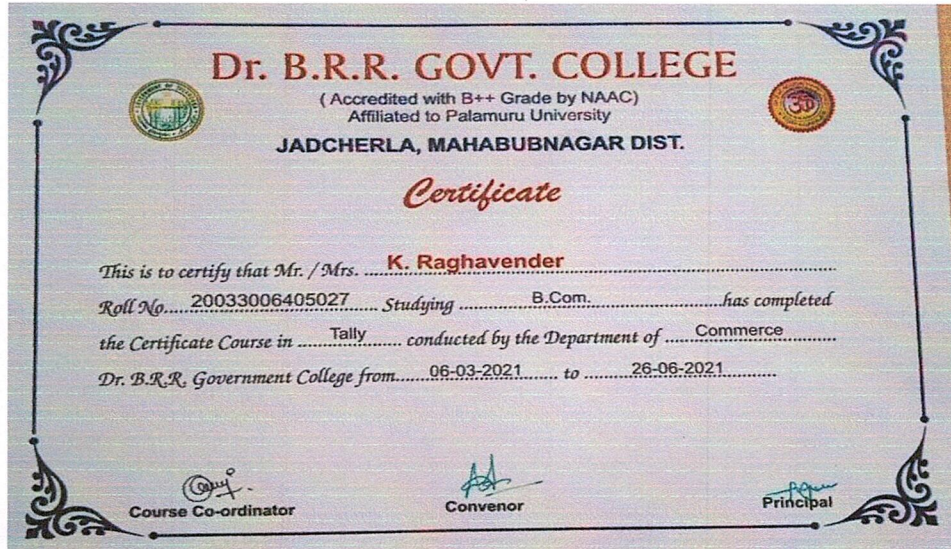 Dr. B.R.R. GOVT. COLLEGE
( Accredited with B++ Grade by NAAC)
Affiliated to Palamuru University
JADCHERLA, MAHABUBNAGAR DIST.
Certificate
This is to certify that Mr. / Mrs. .... K. Raghavender ....
Roll No.... 20033006405027 .... Studying .... B.Com. .... has completed
the Certificate Course in .... Tally .... conducted by the Department of .... Commerce ....
Dr. B.R.R. Government College from.... 06-03-2021 .... to .... 26-06-2021 ....
Course Co-ordinator Convenor Principal